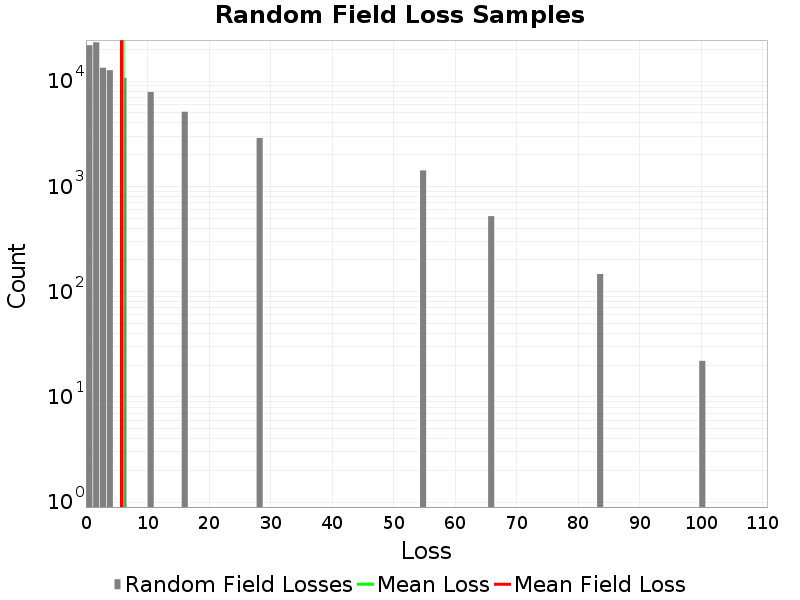 Random Field Loss Samples
Count
10^4
10^3
10^2
10^1
10^0
0 10 20 30 40 50 60 70 80 90 100 110
Loss
Random Field Losses Mean Loss Mean Field Loss